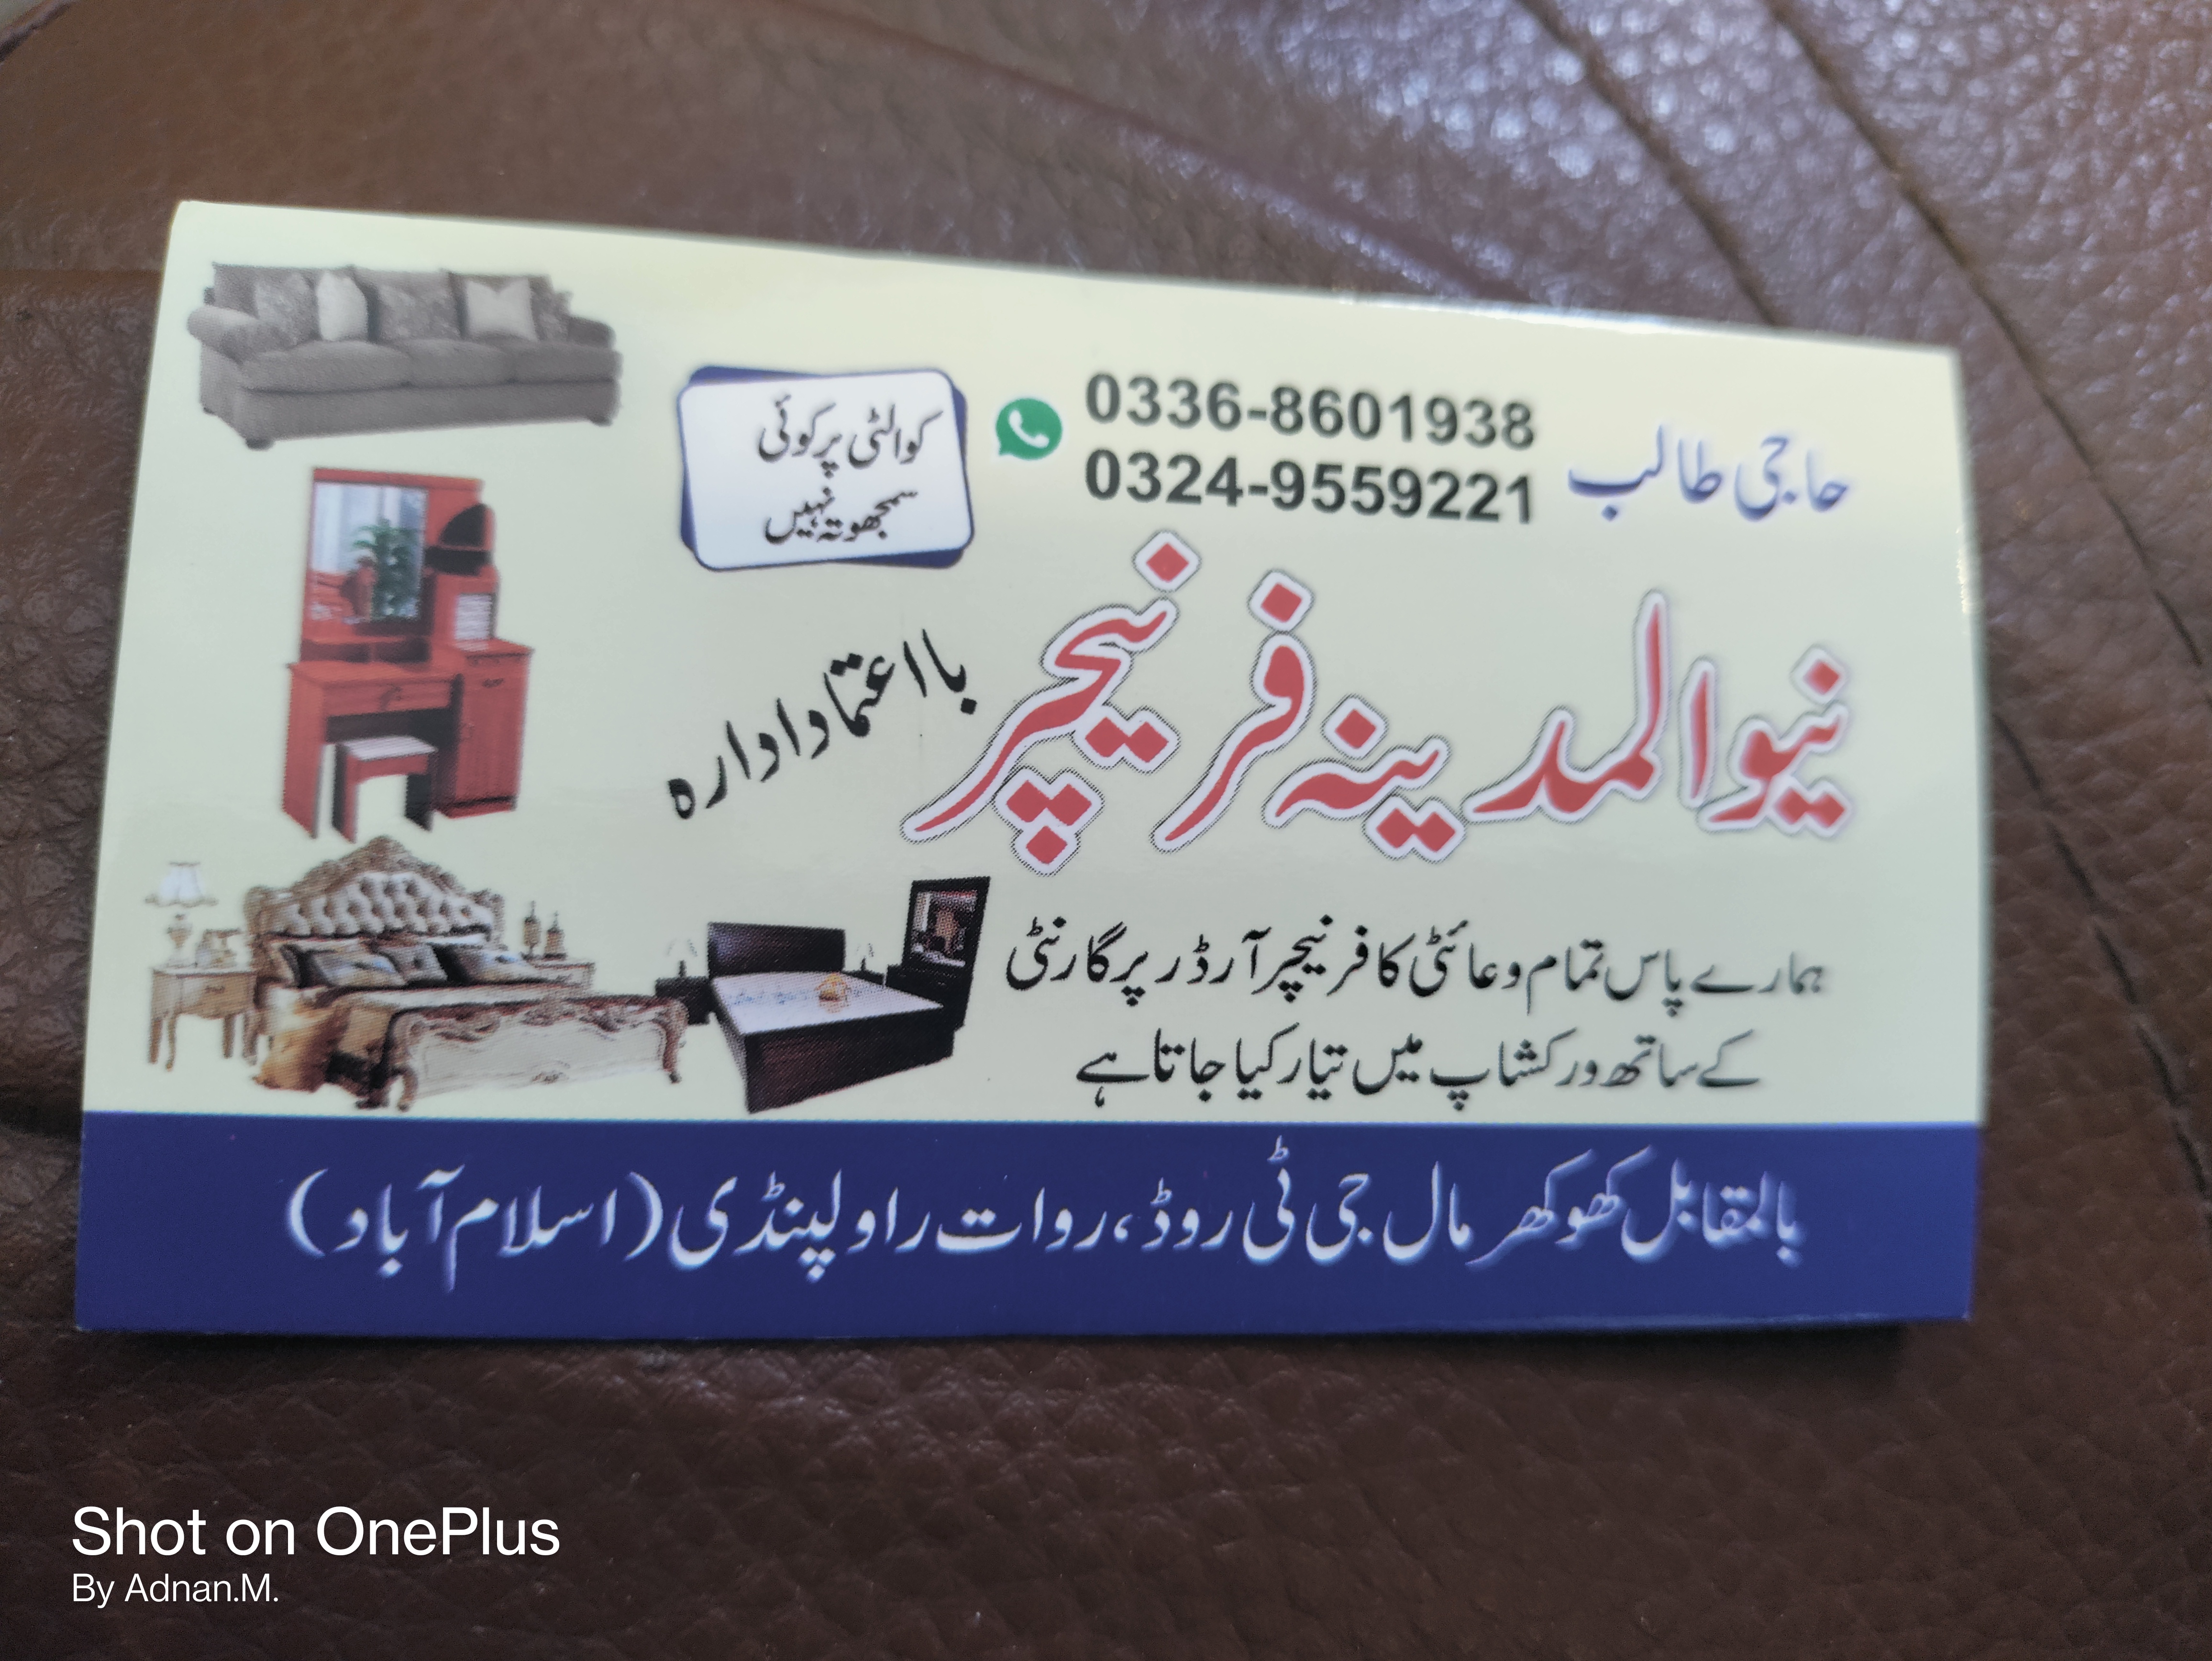 حاجی طالب
0336-8601938
0324-9559221
کوالٹی پر کوئی
سمجھوتہ نہیں
نیو المدینہ فرنیچر
بااعتماد ادارہ
ہمارے پاس تمام وعائٹی کا فرنیچر آرڈر پر گارنٹی
کے ساتھ ورکشاپ میں تیار کیا جاتا ہے
بالمقابل کھوکھر مال جی ٹی روڈ، روات راولپنڈی (اسلام آباد)
Shot on OnePlus
By Adnan.M.